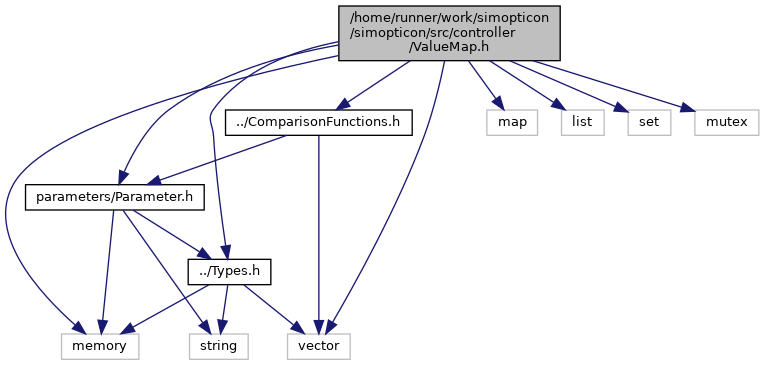 /home/runner/work/simopticon
/simopticon/src/controller
/ValueMap.h
../ComparisonFunctions.h
map
list
set
mutex
parameters/Parameter.h
../Types.h
memory
string
vector